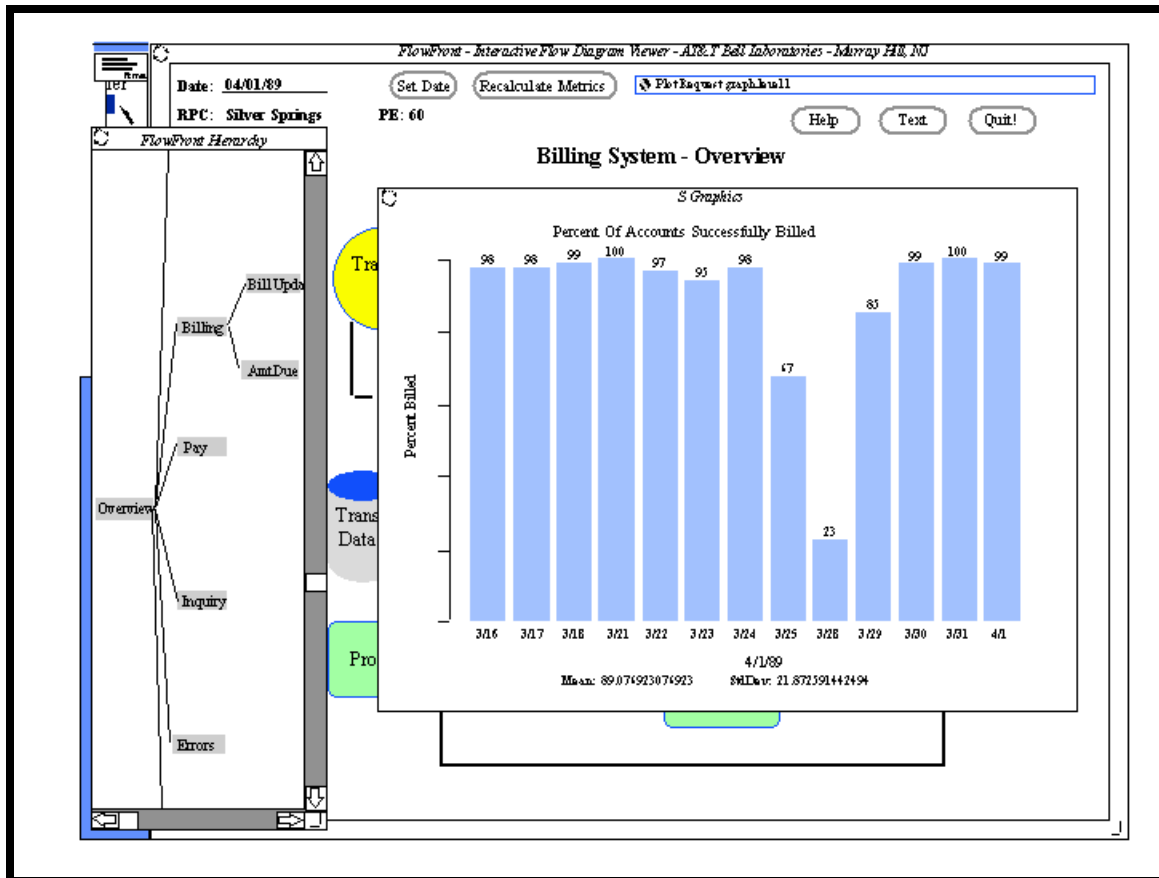 FlowFront - Interactive Flow Diagram Viewer - AT&T Bell Laboratories - Murray Hill, NJ
Date: 04/01/89
Set Date
Recalculate Metrics
PlotRequest graph.level1
RPC: Silver Springs
PE: 60
Help
Text
Quit!
FlowFront Hierarchy
Billing System - Overview
Bill Upda
Billing
Amt.Due
Pay
Overview
Inquiry
Errors
Tra
Trans
Data
Pro
S Graphics
Percent Of Accounts Successfully Billed
98 98 99 100 97 95 98 67 23 85 99 100 99
Percent Billed
3/16 3/17 3/18 3/21 3/22 3/23 3/24 3/25 3/28 3/29 3/30 3/31 4/1
4/1/89
Mean: 89.076923076923 StdDev: 21.872591442494